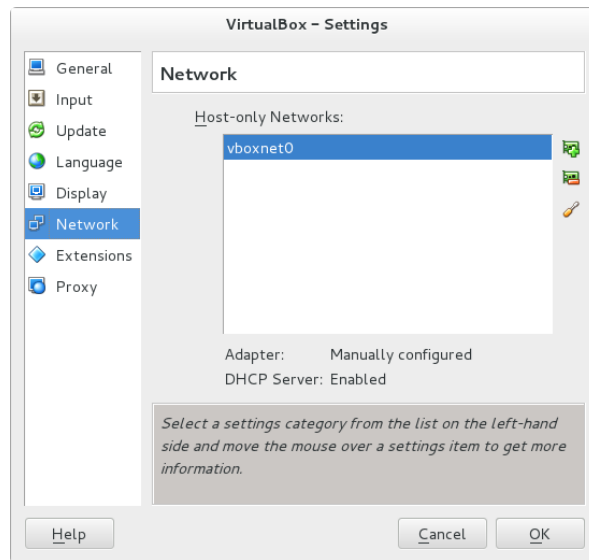 VirtualBox – Settings
General
Input
Update
Language
Display
Network
Extensions
Proxy
Network
Host-only Networks:
vboxnet0
Adapter: Manually configured
DHCP Server: Enabled
Select a settings category from the list on the left-hand
side and move the mouse over a settings item to get more
information.
Help
Cancel
OK